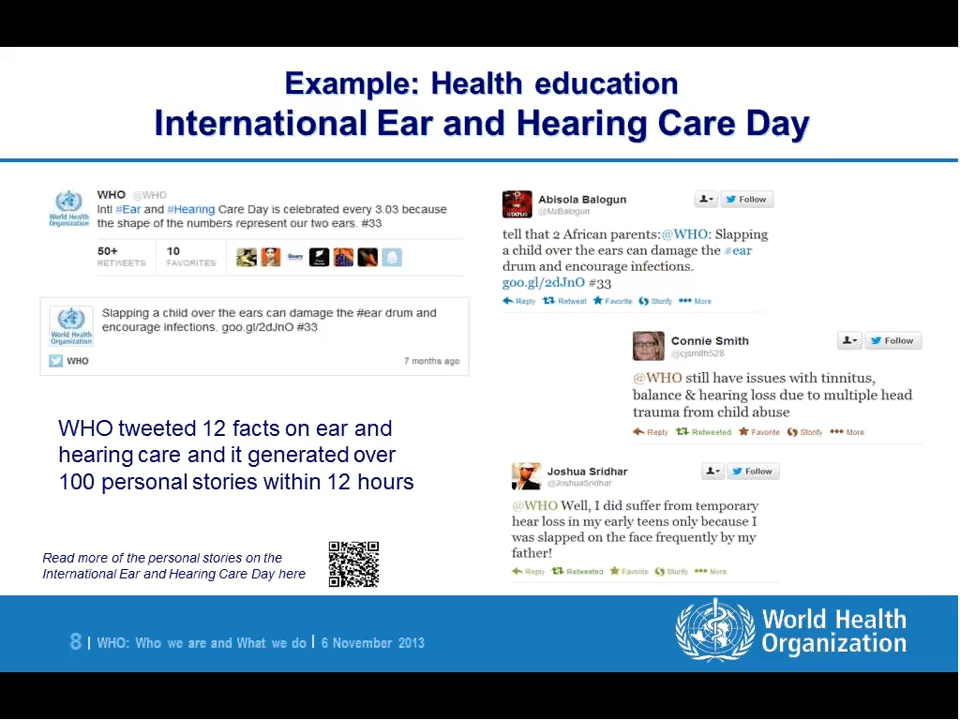 Example: Health education
International Ear and Hearing Care Day
WHO @WHO
Intl #Ear and #Hearing Care Day is celebrated every 3.03 because
the shape of the numbers represent our two ears. #33
50+
RETWEETS
10
FAVORITES
World Health
Organization
Slapping a child over the ears can damage the #ear drum and
encourage infections. goo.gl/2dJnO #33
World Health
Organization
WHO
7 months ago
WHO tweeted 12 facts on ear and
hearing care and it generated over
100 personal stories within 12 hours
Read more of the personal stories on the
International Ear and Hearing Care Day here
Abisola Balogun
@MzBalogun
Follow
tell that 2 African parents:@WHO: Slapping
a child over the ears can damage the #ear
drum and encourage infections.
goo.gl/2dJnO #33
Reply Retweet Favorite Storify More
Connie Smith
@cjsmith528
Follow
@WHO still have issues with tinnitus,
balance & hearing loss due to multiple head
trauma from child abuse
Reply Retweeted Favorite Storify More
Joshua Sridhar
@JoshuaSridhar
Follow
@WHO Well, I did suffer from temporary
hear loss in my early teens only because I
was slapped on the face frequently by my
father!
Reply Retweeted Favorite Storify More
8 | WHO: Who we are and What we do | 6 November 2013
World Health
Organization